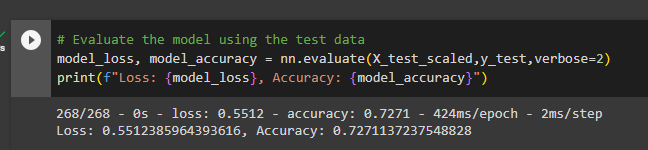 s
# Evaluate the model using the test data
model_loss, model_accuracy = nn.evaluate(X_test_scaled,y_test,verbose=2)
print(f"Loss: {model_loss}, Accuracy: {model_accuracy}")
268/268 - 0s - loss: 0.5512 - accuracy: 0.7271 - 424ms/epoch - 2ms/step
Loss: 0.5512385964393616, Accuracy: 0.7271137237548828